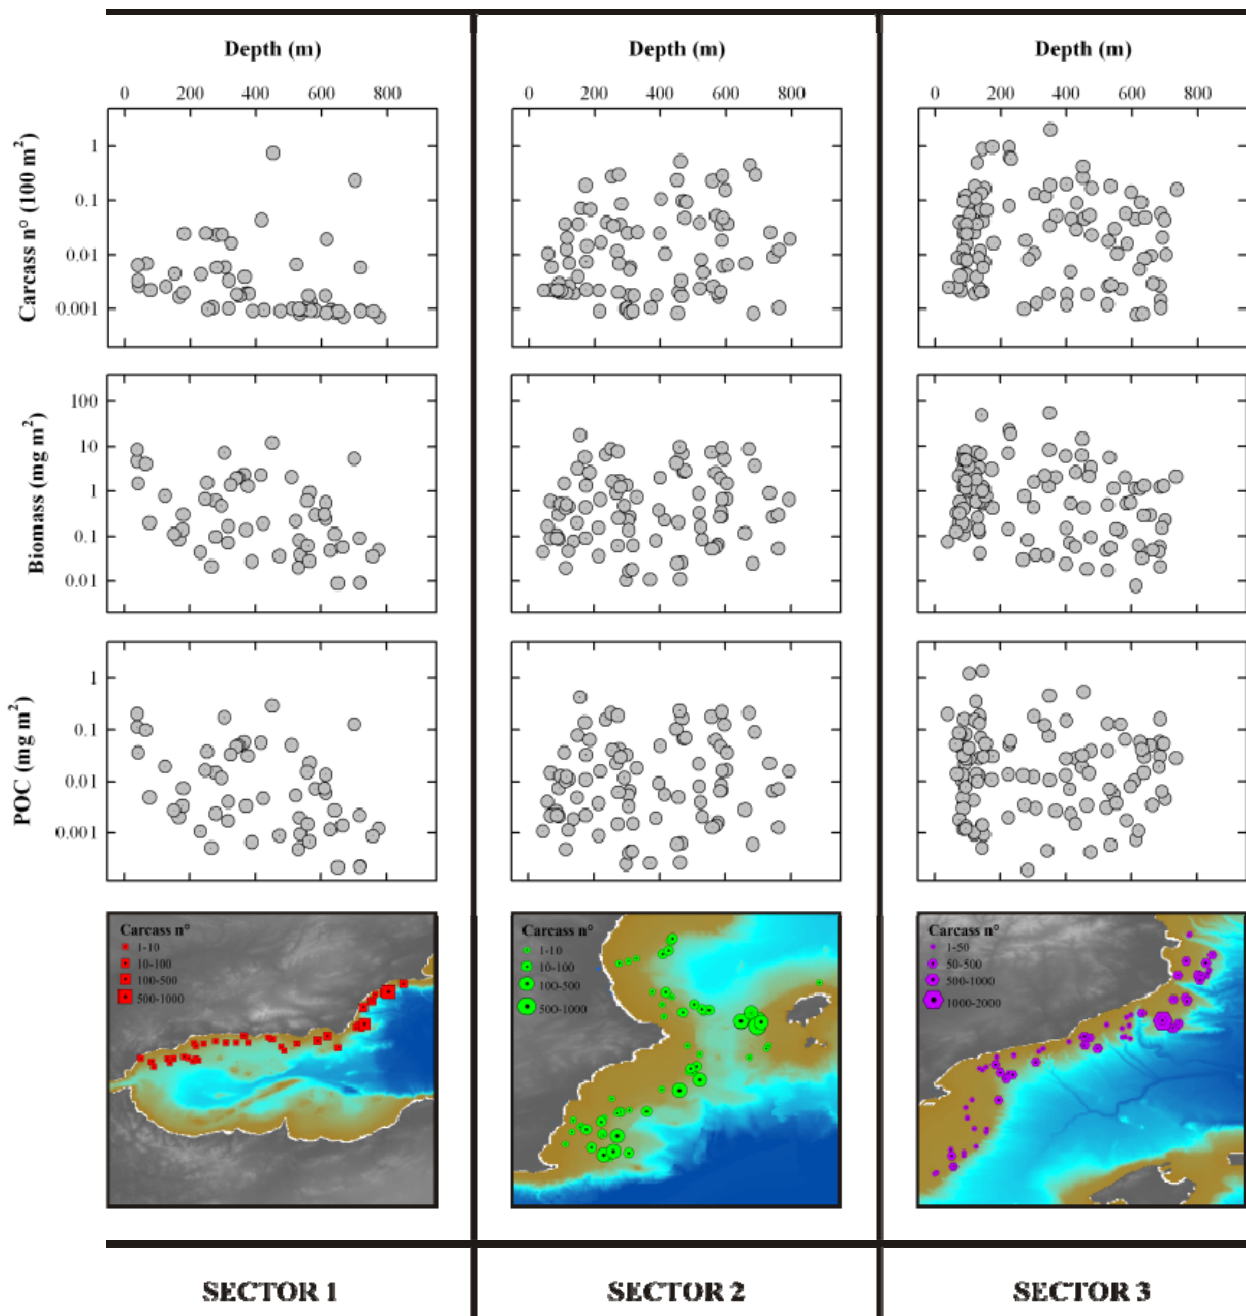 Depth (m) Depth (m) Depth (m)
0 200 400 600 800 0 200 400 600 800 0 200 400 600 800
Carcass n° (100 m²)
1
0.1
0.01
0.001
Biomass (mg m²)
100
10
1
0.1
0.01
POC (mg m²)
1
0.1
0.01
0.001
Carcass n°
1-10
10-100
100-500
500-1000
Carcass n°
1-10
10-100
100-500
500-1000
Carcass n°
1-50
50-500
500-1000
1000-2000
SECTOR 1 SECTOR 2 SECTOR 3